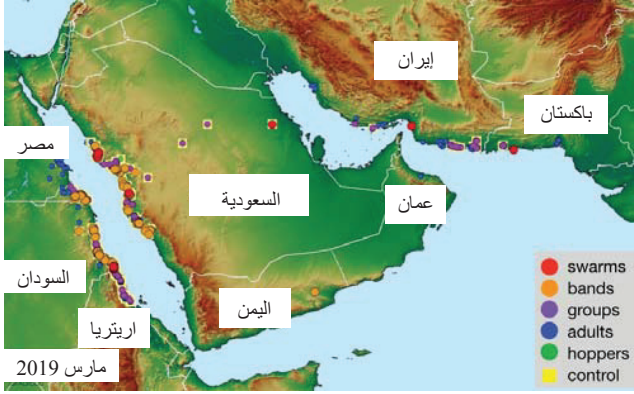 إيران
باكستان
مصر
السعودية
عمان
السودان
اليمن
اريتريا
مارس 2019
swarms
bands
groups
adults
hoppers
control